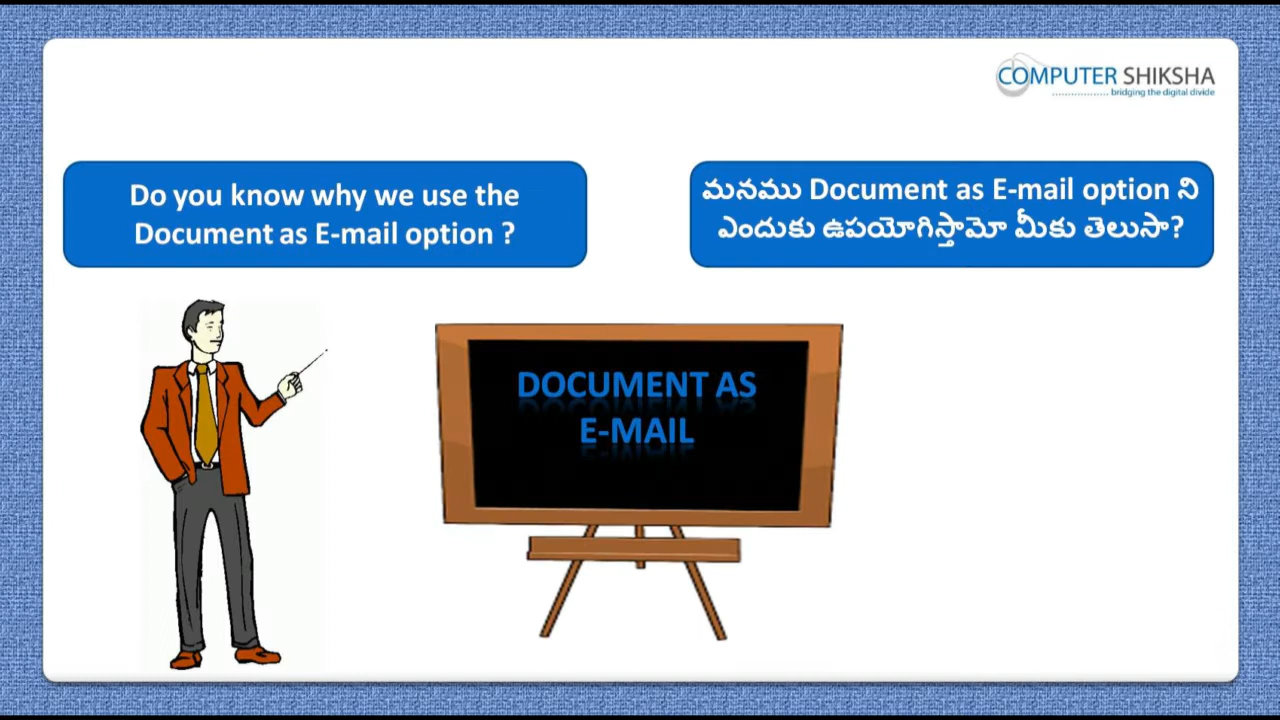 COMPUTER SHIKSHA
.................. bridging the digital divide
Do you know why we use the
Document as E-mail option ?
మనము Document as E-mail option ని
ఎందుకు ఉపయోగిస్తామో మీకు తెలుసా?
DOCUMENT AS
E-MAIL